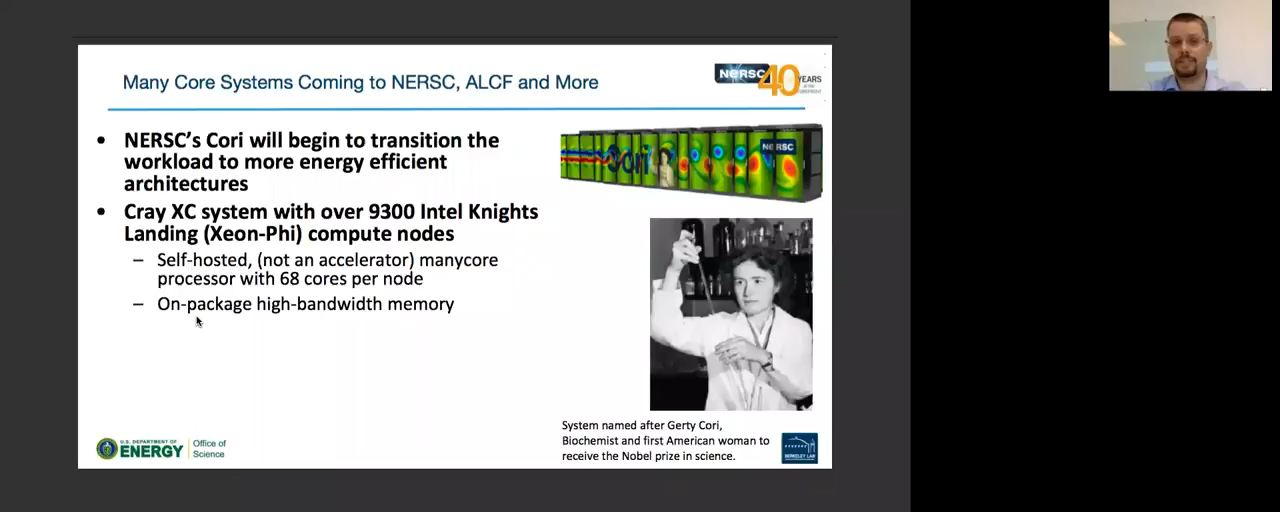 Many Core Systems Coming to NERSC, ALCF and More
NERSC
40
YEARS
• NERSC's Cori will begin to transition the
workload to more energy efficient
architectures
• Cray XC system with over 9300 Intel Knights
Landing (Xeon-Phi) compute nodes
– Self-hosted, (not an accelerator) manycore
processor with 68 cores per node
– On-package high-bandwidth memory
Cori
NERSC
System named after Gerty Cori,
Biochemist and first American woman to
receive the Nobel prize in science.
U.S. DEPARTMENT OF
ENERGY
Office of
Science
BERKELEY LAB